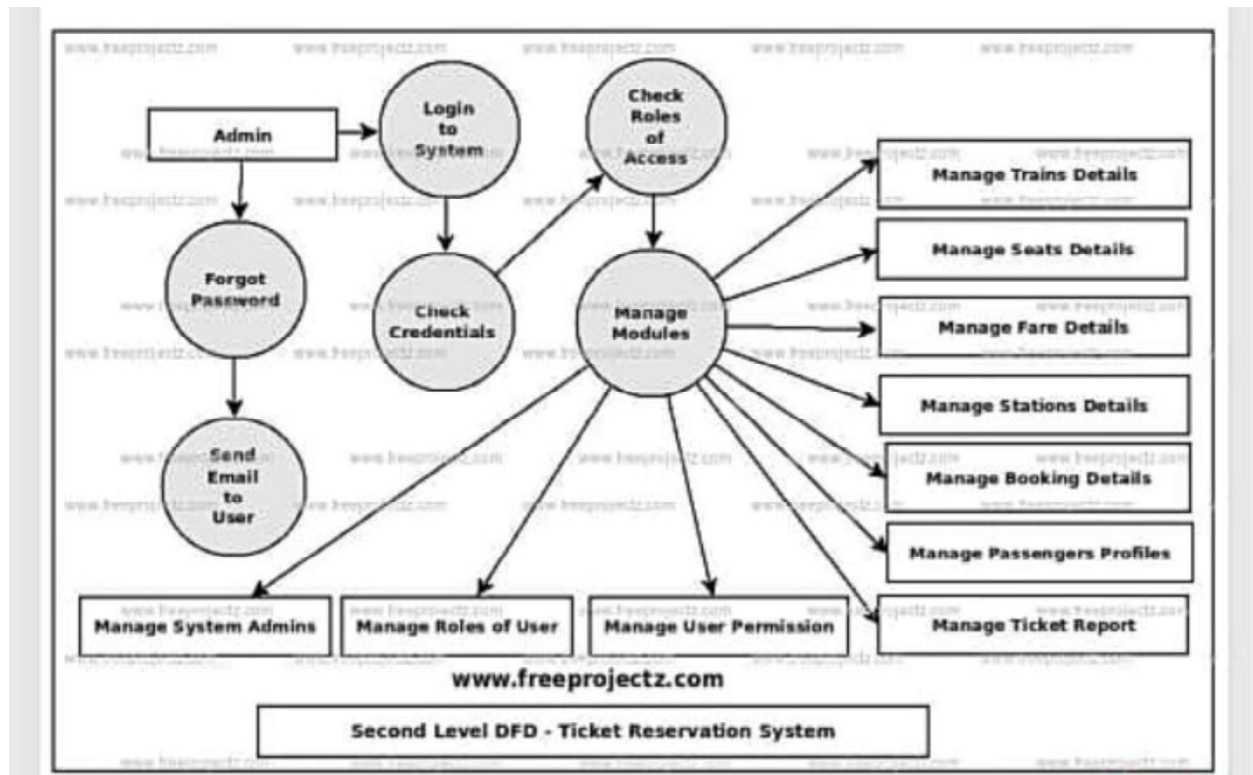 Admin
Login
to
System
Check
Roles
of
Access
Manage Trains Details
Manage Seats Details
Forgot
Password
Check
Credentials
Manage
Modules
Manage Fare Details
Manage Stations Details
Send
Email
to
User
Manage Booking Details
Manage Passengers Profiles
Manage System Admins
Manage Roles of User
Manage User Permission
Manage Ticket Report
www.freeprojectz.com
Second Level DFD - Ticket Reservation System